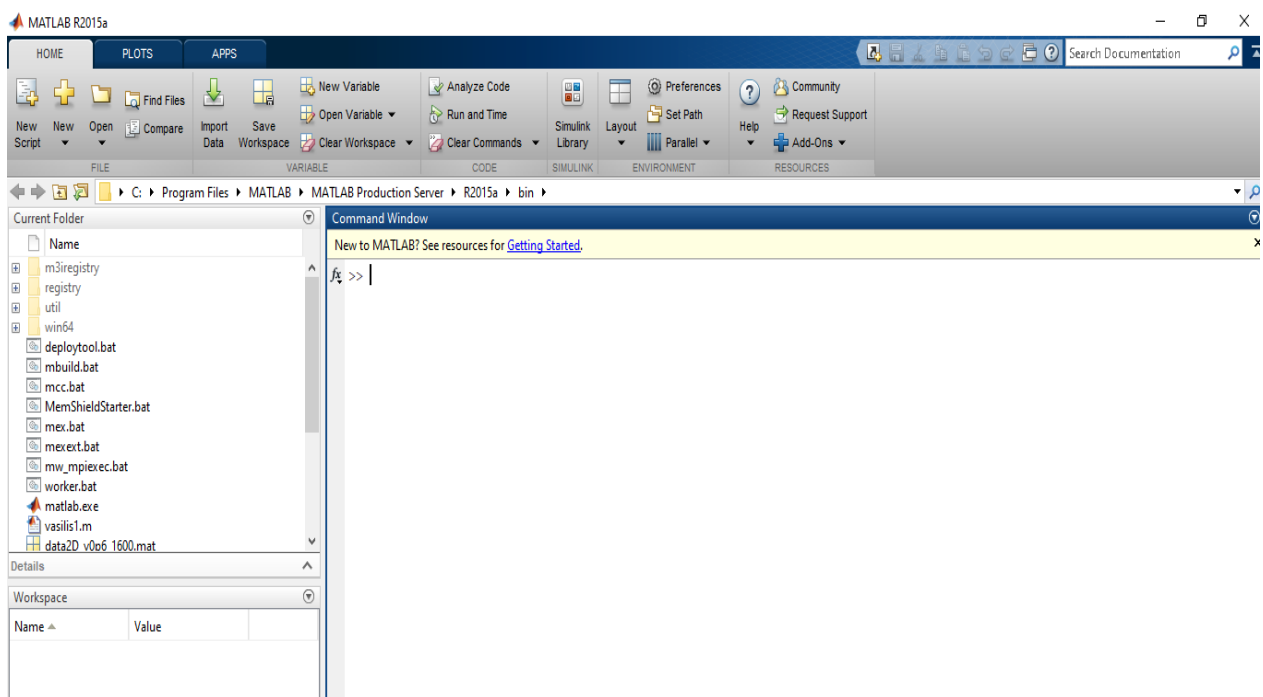 MATLAB R2015a
HOME PLOTS APPS Search Documentation
New Script New Open Find Files Compare Import Data Save Workspace New Variable Open Variable Clear Workspace Analyze Code Run and Time Clear Commands Simulink Library Layout Preferences Set Path Parallel Help Community Request Support Add-Ons
FILE VARIABLE CODE SIMULINK ENVIRONMENT RESOURCES
C: Program Files MATLAB MATLAB Production Server R2015a bin
Current Folder
Name
m3iregistry
registry
util
win64
deploytool.bat
mbuild.bat
mcc.bat
MemShieldStarter.bat
mex.bat
mexext.bat
mw_mpiexec.bat
worker.bat
matlab.exe
vasilis1.m
data2D_v0p6_1600.mat
Details
Workspace
Name Value
Command Window
New to MATLAB? See resources for Getting Started.
fx >>